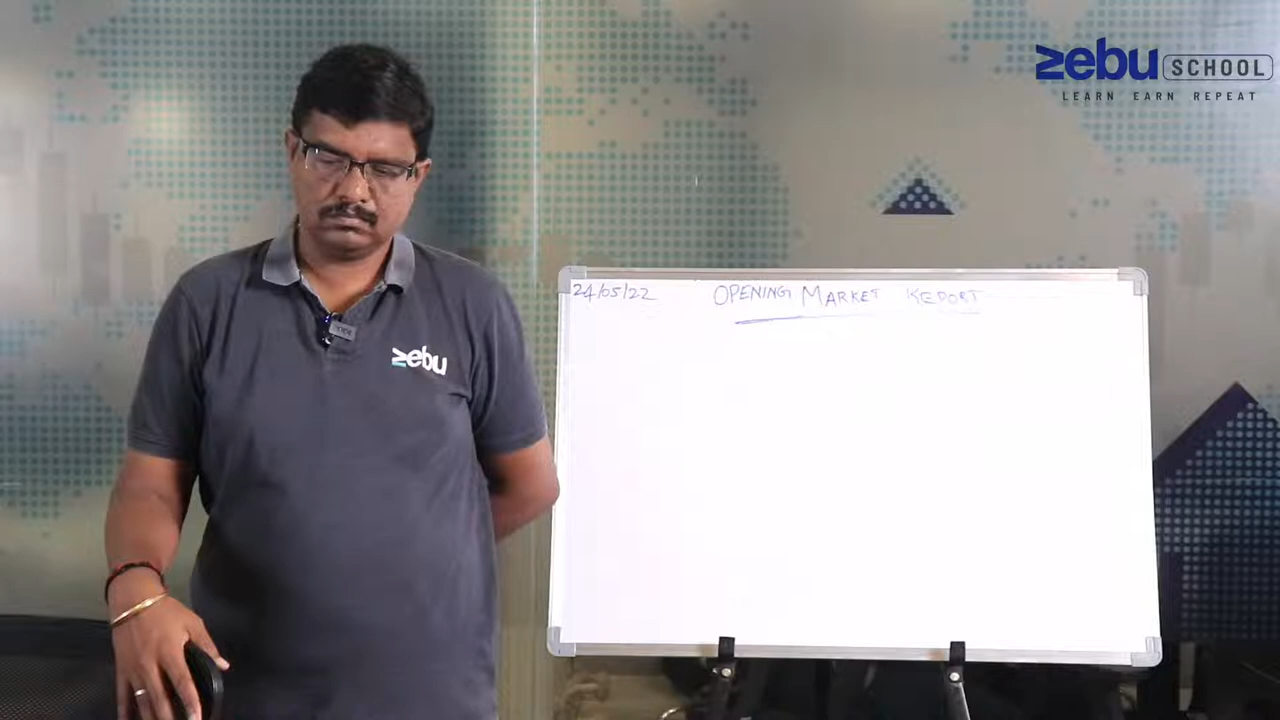 zebu SCHOOL
LEARN EARN REPEAT
24/05/22 OPENING MARKET REPORT
zebu